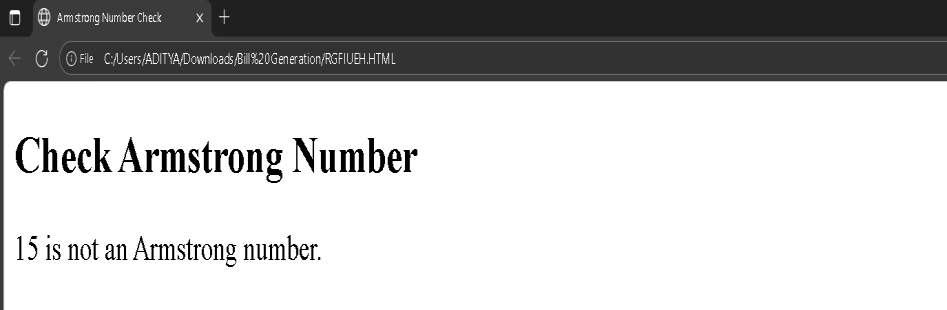 Armstrong Number Check
File C:/Users/ADITYA/Downloads/Bill%20Generation/RGFIUEH.HTML
Check Armstrong Number
15 is not an Armstrong number.